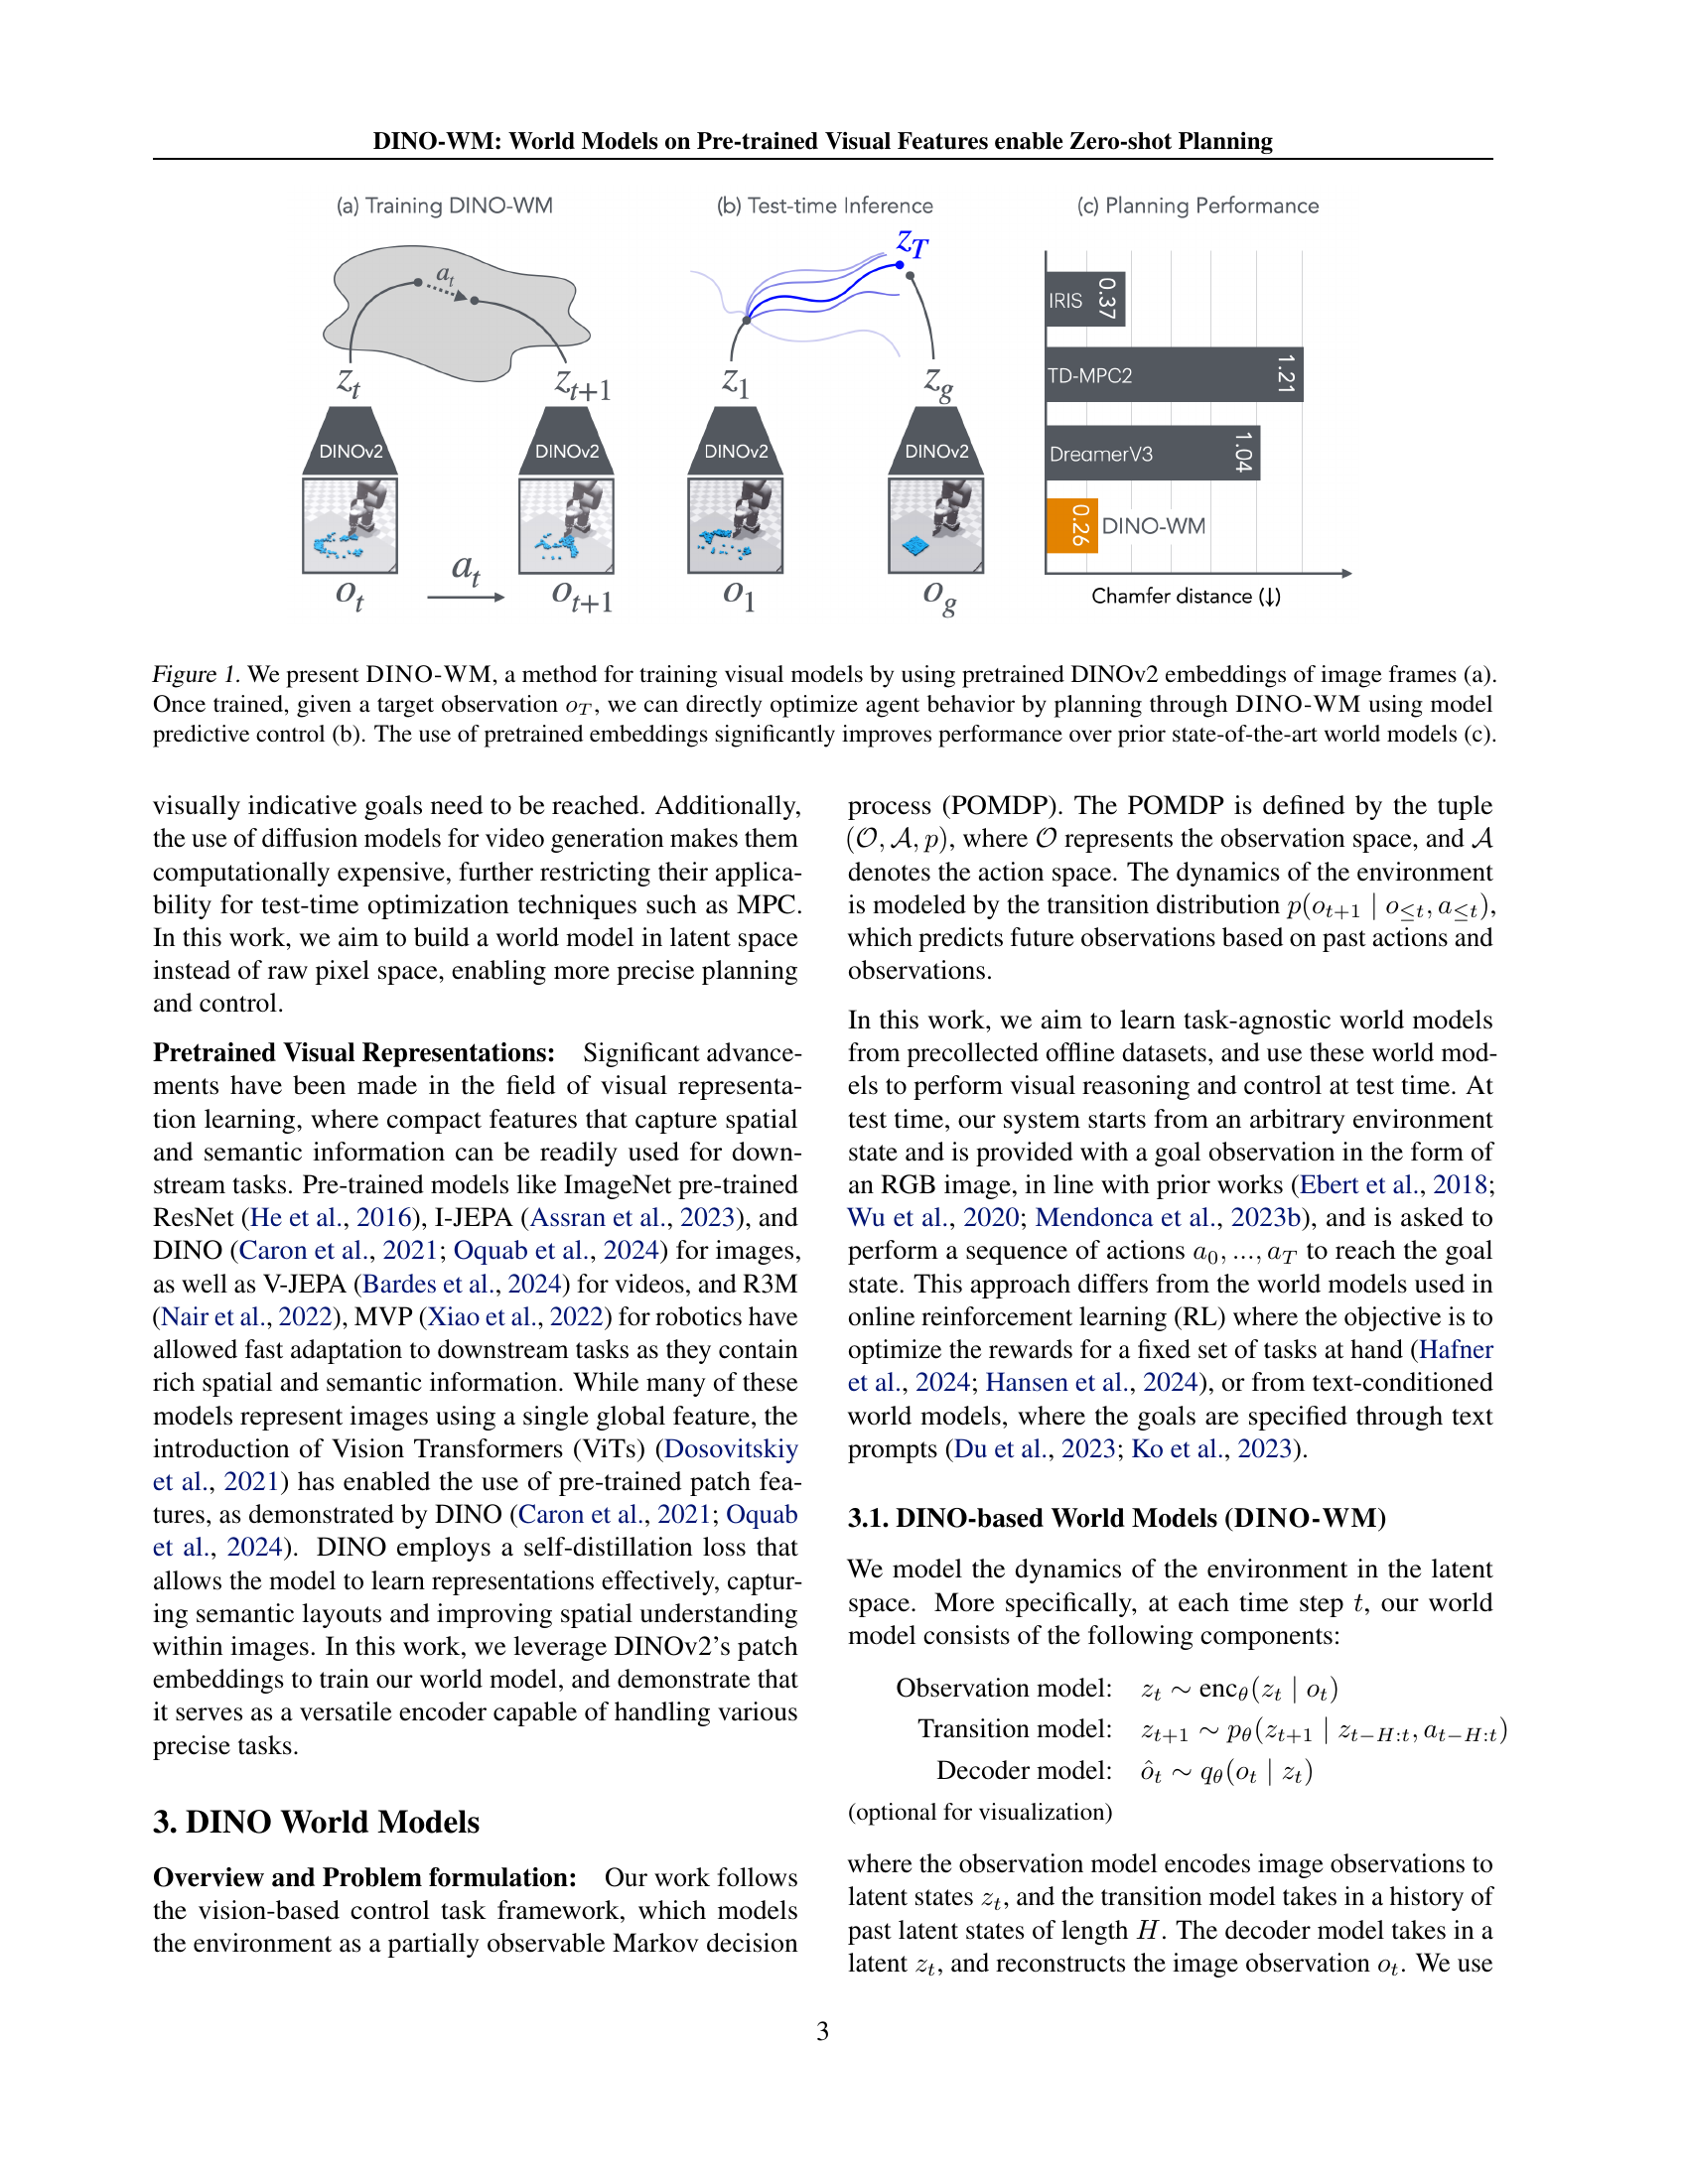 DINO-WM: World Models on Pre-trained Visual Features enable Zero-shot Planning
(a) Training DINO-WM
a_t
z_t
z_{t+1}
DINOv2
DINOv2
o_t
a_t
o_{t+1}
(b) Test-time Inference
z_T
z_1
z_g
DINOv2
DINOv2
o_1
o_g
(c) Planning Performance
IRIS 0.37
TD-MPC2 1.21
DreamerV3 1.04
0.26 DINO-WM
Chamfer distance (↓)
Figure 1. We present DINO-WM, a method for training visual models by using pretrained DINOv2 embeddings of image frames (a).
Once trained, given a target observation o_T, we can directly optimize agent behavior by planning through DINO-WM using model
predictive control (b). The use of pretrained embeddings significantly improves performance over prior state-of-the-art world models (c).
visually indicative goals need to be reached. Additionally,
the use of diffusion models for video generation makes them
computationally expensive, further restricting their applica-
bility for test-time optimization techniques such as MPC.
In this work, we aim to build a world model in latent space
instead of raw pixel space, enabling more precise planning
and control.
Pretrained Visual Representations: Significant advance-
ments have been made in the field of visual representa-
tion learning, where compact features that capture spatial
and semantic information can be readily used for down-
stream tasks. Pre-trained models like ImageNet pre-trained
ResNet (He et al., 2016), I-JEPA (Assran et al., 2023), and
DINO (Caron et al., 2021; Oquab et al., 2024) for images,
as well as V-JEPA (Bardes et al., 2024) for videos, and R3M
(Nair et al., 2022), MVP (Xiao et al., 2022) for robotics have
allowed fast adaptation to downstream tasks as they contain
rich spatial and semantic information. While many of these
models represent images using a single global feature, the
introduction of Vision Transformers (ViTs) (Dosovitskiy
et al., 2021) has enabled the use of pre-trained patch fea-
tures, as demonstrated by DINO (Caron et al., 2021; Oquab
et al., 2024). DINO employs a self-distillation loss that
allows the model to learn representations effectively, captur-
ing semantic layouts and improving spatial understanding
within images. In this work, we leverage DINOv2's patch
embeddings to train our world model, and demonstrate that
it serves as a versatile encoder capable of handling various
precise tasks.
3. DINO World Models
Overview and Problem formulation: Our work follows
the vision-based control task framework, which models
the environment as a partially observable Markov decision
process (POMDP). The POMDP is defined by the tuple
(𝒪, 𝒜, p), where 𝒪 represents the observation space, and 𝒜
denotes the action space. The dynamics of the environment
is modeled by the transition distribution p(o_{t+1} | o_{≤t}, a_{≤t}),
which predicts future observations based on past actions and
observations.
In this work, we aim to learn task-agnostic world models
from precollected offline datasets, and use these world mod-
els to perform visual reasoning and control at test time. At
test time, our system starts from an arbitrary environment
state and is provided with a goal observation in the form of
an RGB image, in line with prior works (Ebert et al., 2018;
Wu et al., 2020; Mendonca et al., 2023b), and is asked to
perform a sequence of actions a_0, ..., a_T to reach the goal
state. This approach differs from the world models used in
online reinforcement learning (RL) where the objective is to
optimize the rewards for a fixed set of tasks at hand (Hafner
et al., 2024; Hansen et al., 2024), or from text-conditioned
world models, where the goals are specified through text
prompts (Du et al., 2023; Ko et al., 2023).
3.1. DINO-based World Models (DINO-WM)
We model the dynamics of the environment in the latent
space. More specifically, at each time step t, our world
model consists of the following components:
Observation model: z_t ∼ enc_θ(z_t | o_t)
Transition model: z_{t+1} ∼ p_θ(z_{t+1} | z_{t−H:t}, a_{t−H:t})
Decoder model: ô_t ∼ q_θ(o_t | z_t)
(optional for visualization)
where the observation model encodes image observations to
latent states z_t, and the transition model takes in a history of
past latent states of length H. The decoder model takes in a
latent z_t, and reconstructs the image observation o_t. We use
3